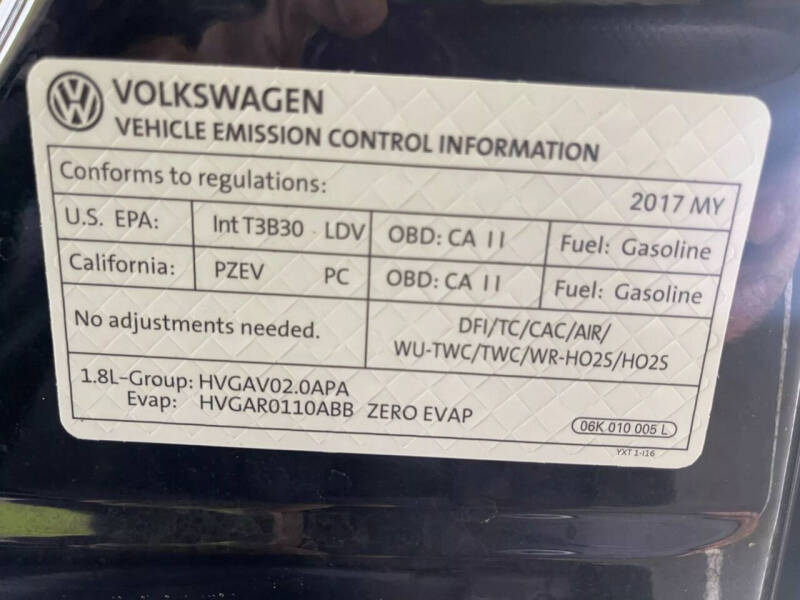 VOLKSWAGEN
VEHICLE EMISSION CONTROL INFORMATION
Conforms to regulations: 2017 MY
U.S. EPA: Int T3B30 LDV OBD: CA II Fuel: Gasoline
California: PZEV PC OBD: CA II Fuel: Gasoline
No adjustments needed. DFI/TC/CAC/AIR/
WU-TWC/TWC/WR-HO2S/HO2S
1.8L-Group: HVGAV02.0APA
Evap: HVGAR0110ABB ZERO EVAP
06K 010 005 L
YXT 1-I16